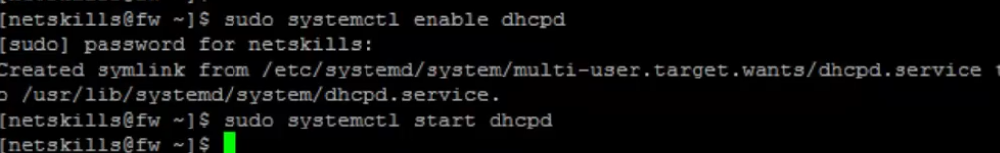 [netskills@fw ~]$ sudo systemctl enable dhcpd
[sudo] password for netskills:
Created symlink from /etc/systemd/system/multi-user.target.wants/dhcpd.service t
o /usr/lib/systemd/system/dhcpd.service.
[netskills@fw ~]$ sudo systemctl start dhcpd
[netskills@fw ~]$